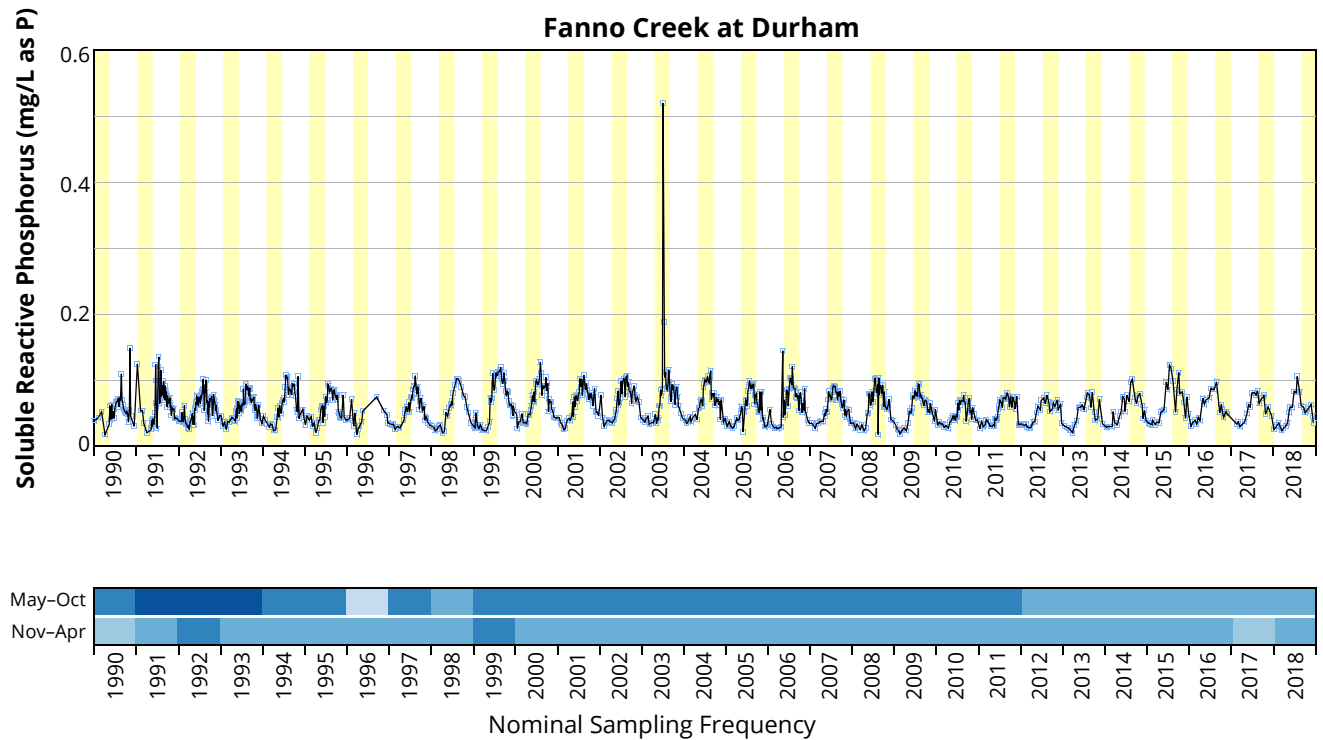 Fanno Creek at Durham
Soluble Reactive Phosphorus (mg/L as P)
0.6
0.4
0.2
0
1990 1991 1992 1993 1994 1995 1996 1997 1998 1999 2000 2001 2002 2003 2004 2005 2006 2007 2008 2009 2010 2011 2012 2013 2014 2015 2016 2017 2018
May–Oct
Nov–Apr
1990 1991 1992 1993 1994 1995 1996 1997 1998 1999 2000 2001 2002 2003 2004 2005 2006 2007 2008 2009 2010 2011 2012 2013 2014 2015 2016 2017 2018
Nominal Sampling Frequency